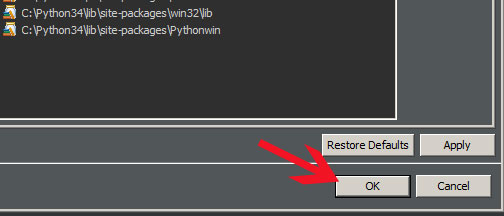 C:\Python34\lib\site-packages\win32\lib
C:\Python34\lib\site-packages\Pythonwin
Restore Defaults
Apply
OK
Cancel